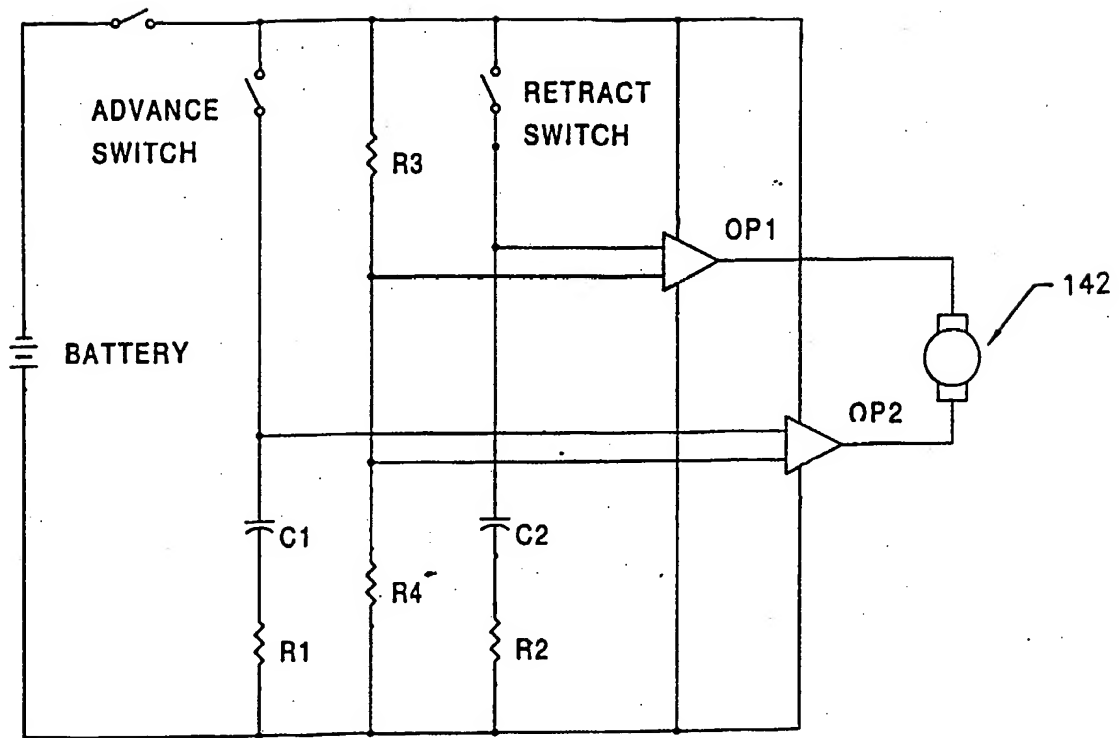 ADVANCE
SWITCH
RETRACT
SWITCH
R3
OP1
142
BATTERY
OP2
C1
C2
R4
R1
R2